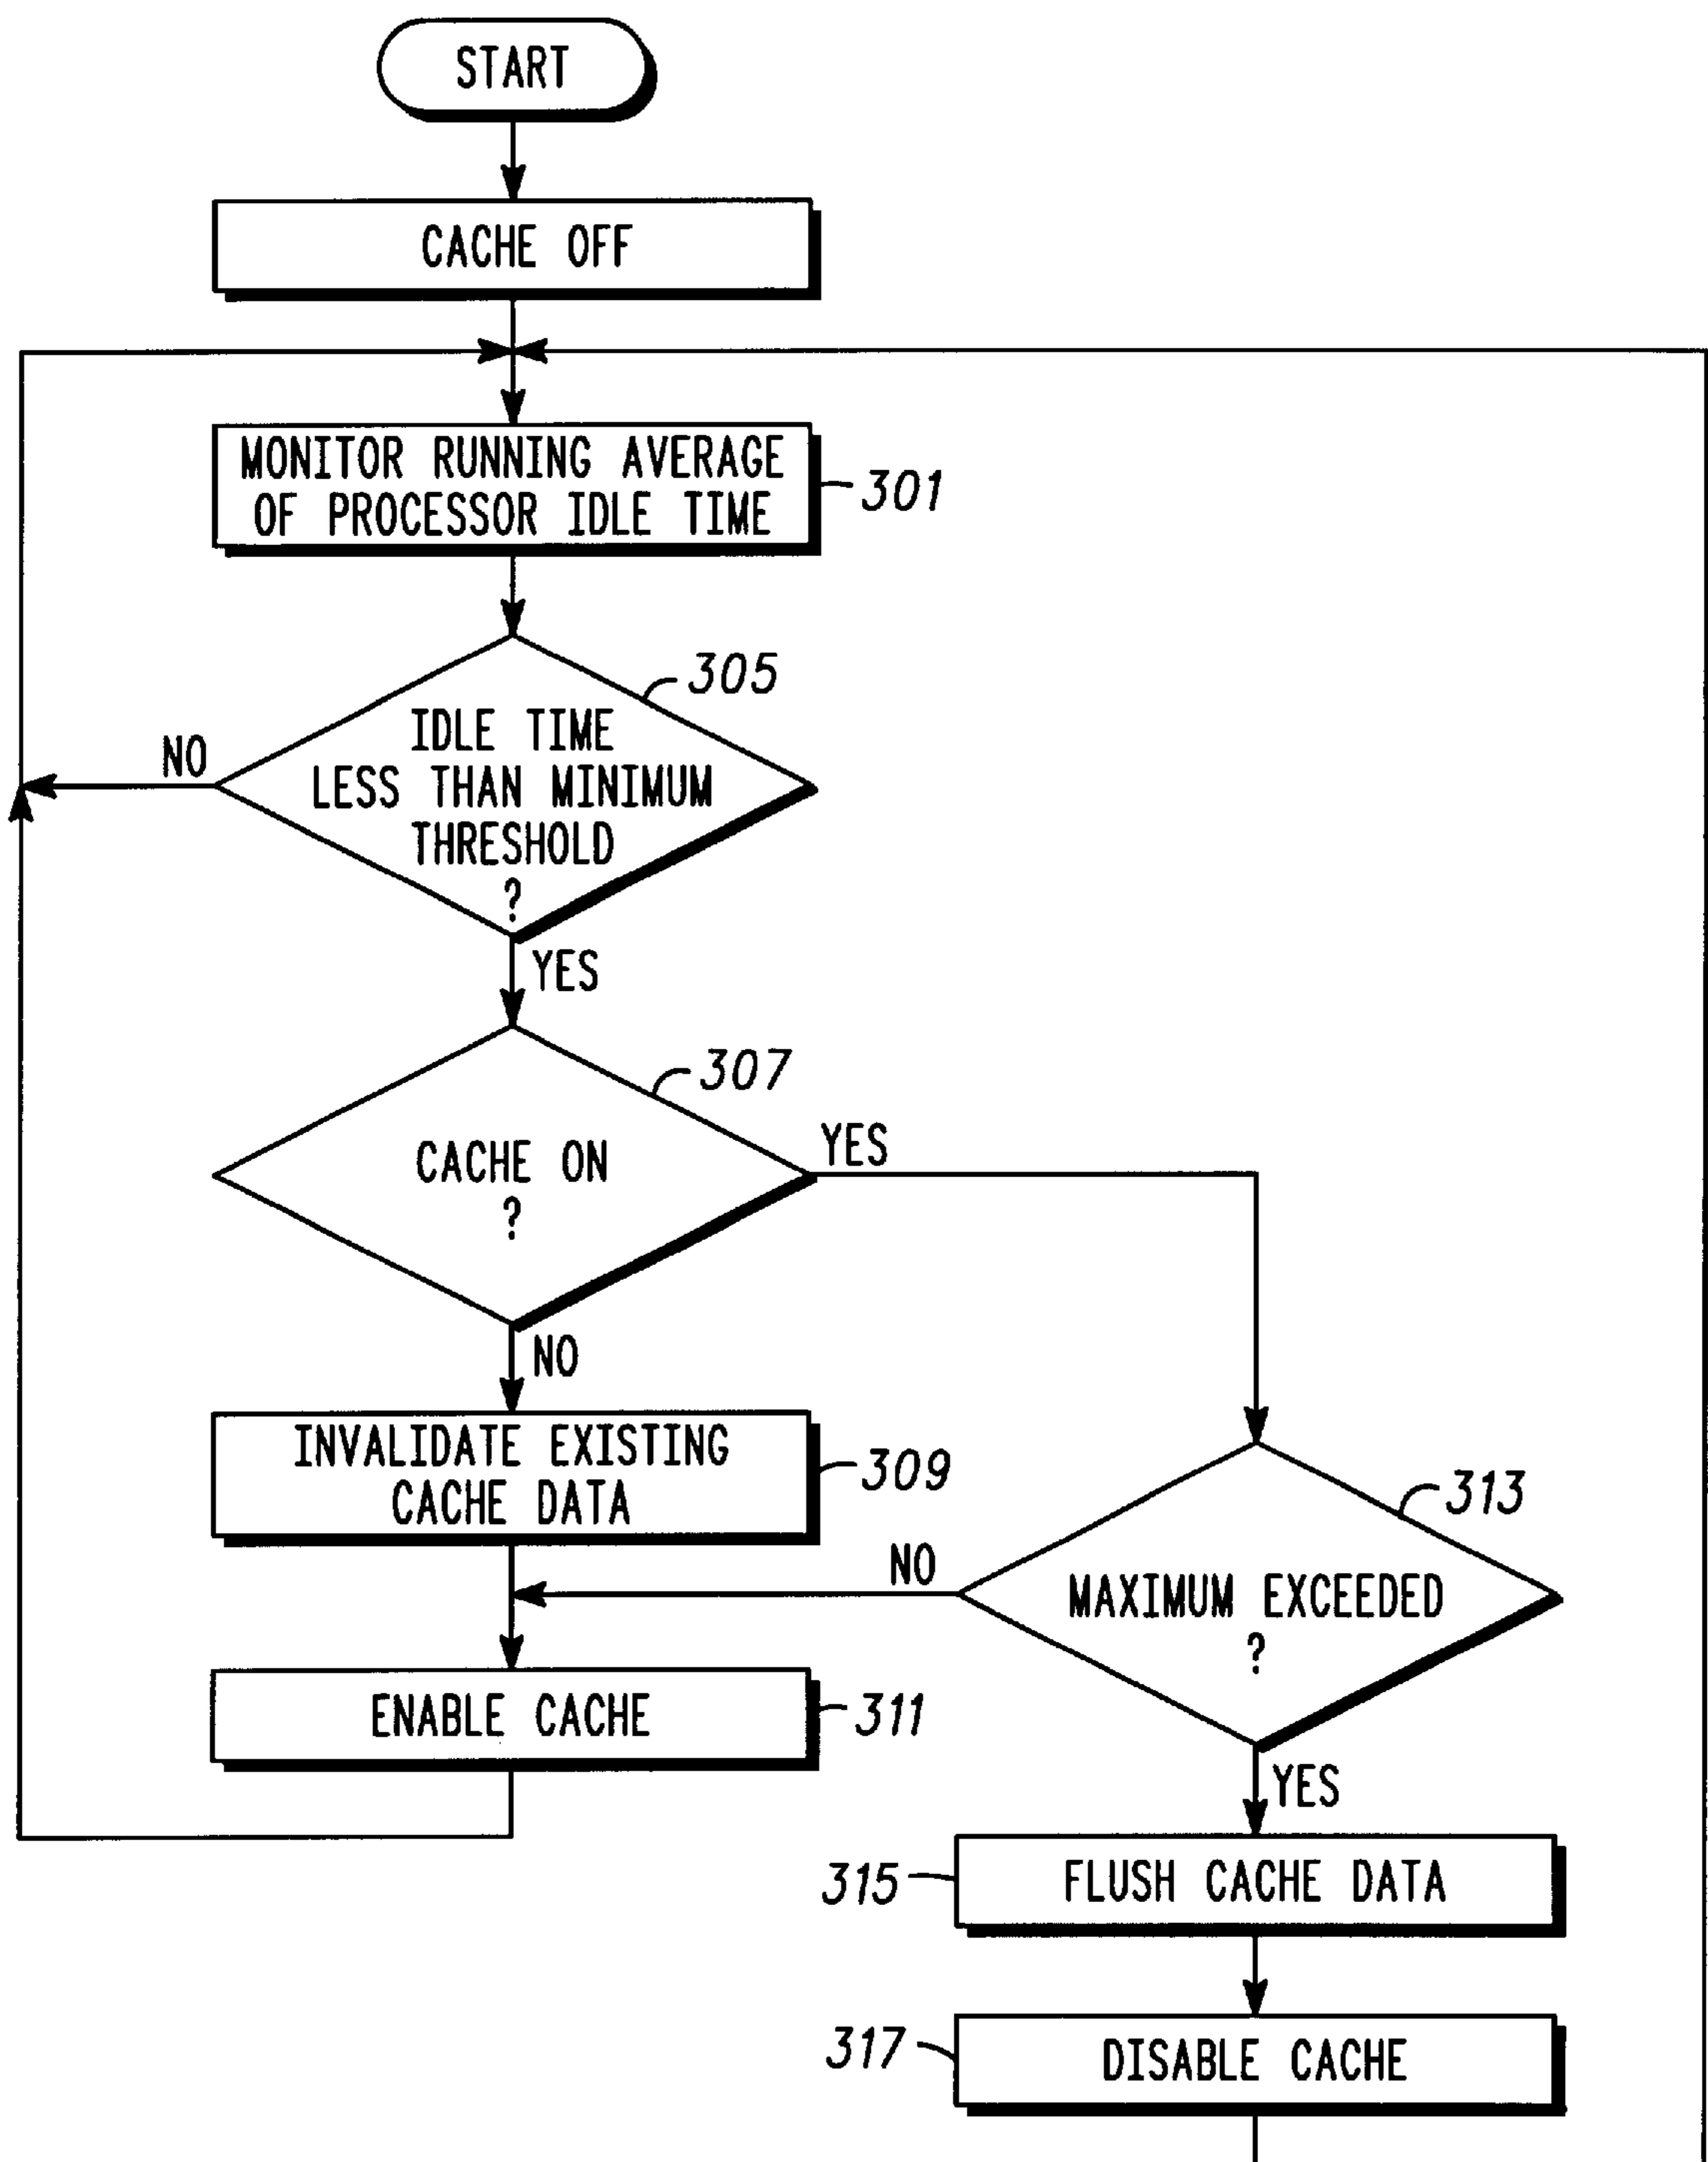 START
CACHE OFF
MONITOR RUNNING AVERAGE
OF PROCESSOR IDLE TIME
301
305
IDLE TIME
LESS THAN MINIMUM
THRESHOLD
?
NO
YES
307
CACHE ON
?
YES
NO
INVALIDATE EXISTING
CACHE DATA
309
313
MAXIMUM EXCEEDED
?
NO
ENABLE CACHE
311
YES
315
FLUSH CACHE DATA
317
DISABLE CACHE